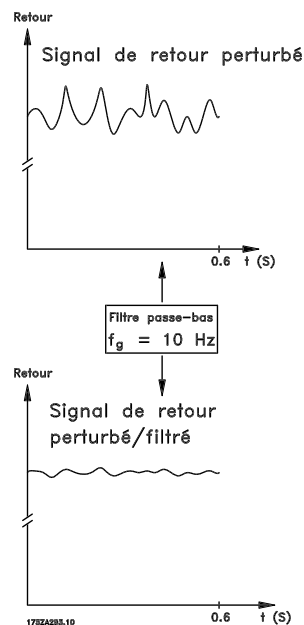 Retour
Signal de retour perturbé
0.6 t (S)
Filtre passe-bas
fg = 10 Hz
Retour
Signal de retour
perturbé/filtré
0.6 t (S)
175ZA293.10